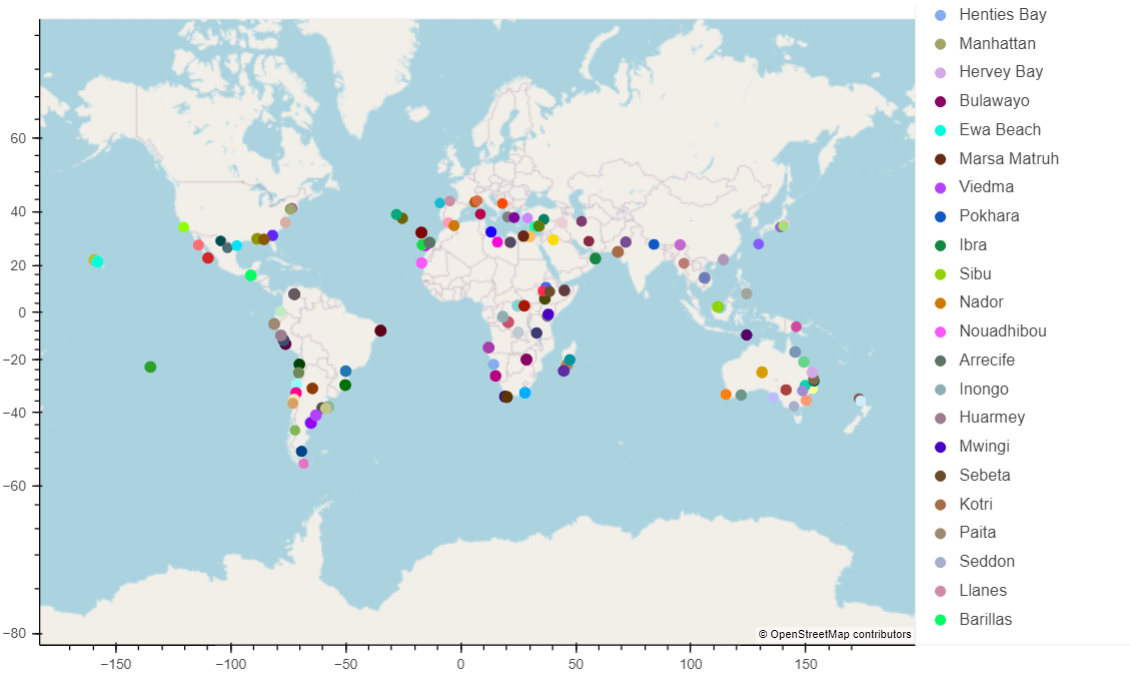 Henties Bay
Manhattan
Hervey Bay
Bulawayo
Ewa Beach
Marsa Matruh
Viedma
Pokhara
Ibra
Sibu
Nador
Nouadhibou
Arrecife
Inongo
Huarmey
Mwingi
Sebeta
Kotri
Paita
Seddon
Llanes
Barillas
60
40
20
0
−20
−40
−60
−80
© OpenStreetMap contributors
−150
−100
−50
0
50
100
150